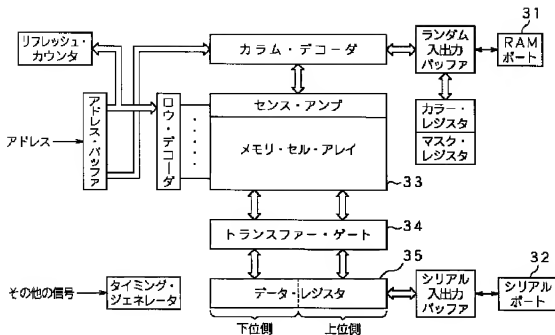 31
リフレッシュ・
カウンタ
カラム・デコーダ
ランダム
入出力
バッファ
RAM
ポート
アドレス
アドレス・バッファ
ロウ・デコーダ
センス・アンプ
メモリ・セル・アレイ
カラー・
レジスタ
マスク・
レジスタ
33
トランスファー・ゲート
34
35
32
その他の信号
タイミング・
ジェネレータ
データ・レジスタ
シリアル
入出力
バッファ
シリアル
ポート
下位側
上位側